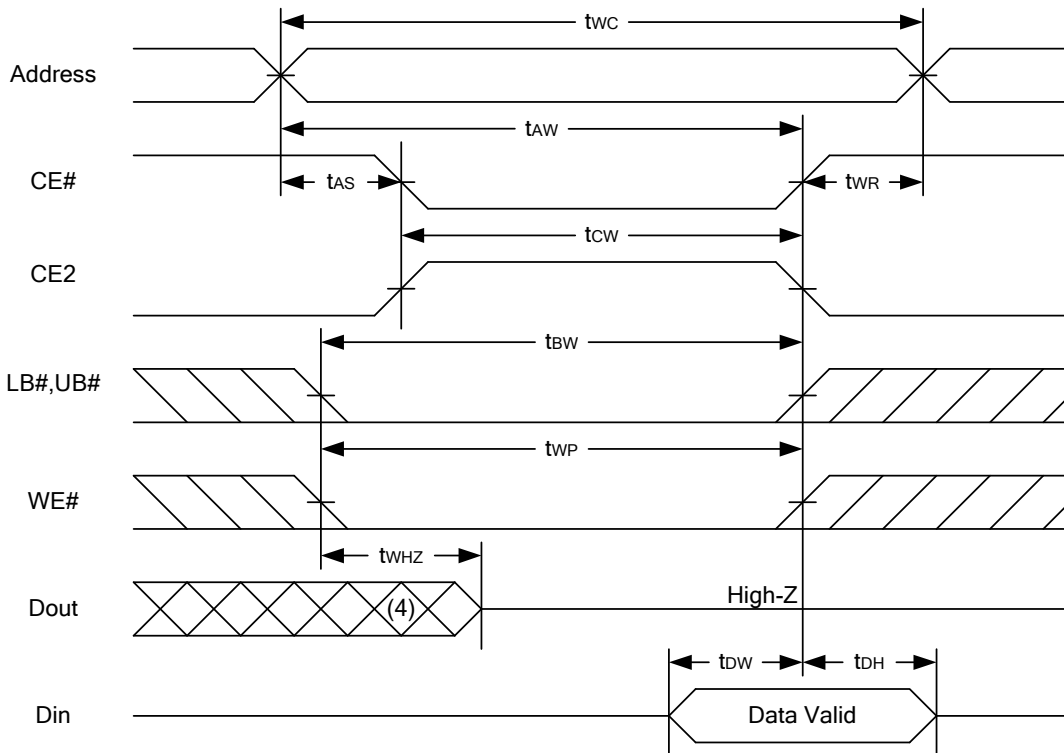 tWC
Address
tAW
CE#
tAS
tWR
tCW
CE2
tBW
LB#,UB#
tWP
WE#
tWHZ
Dout
(4)
High-Z
tDW
tDH
Din
Data Valid